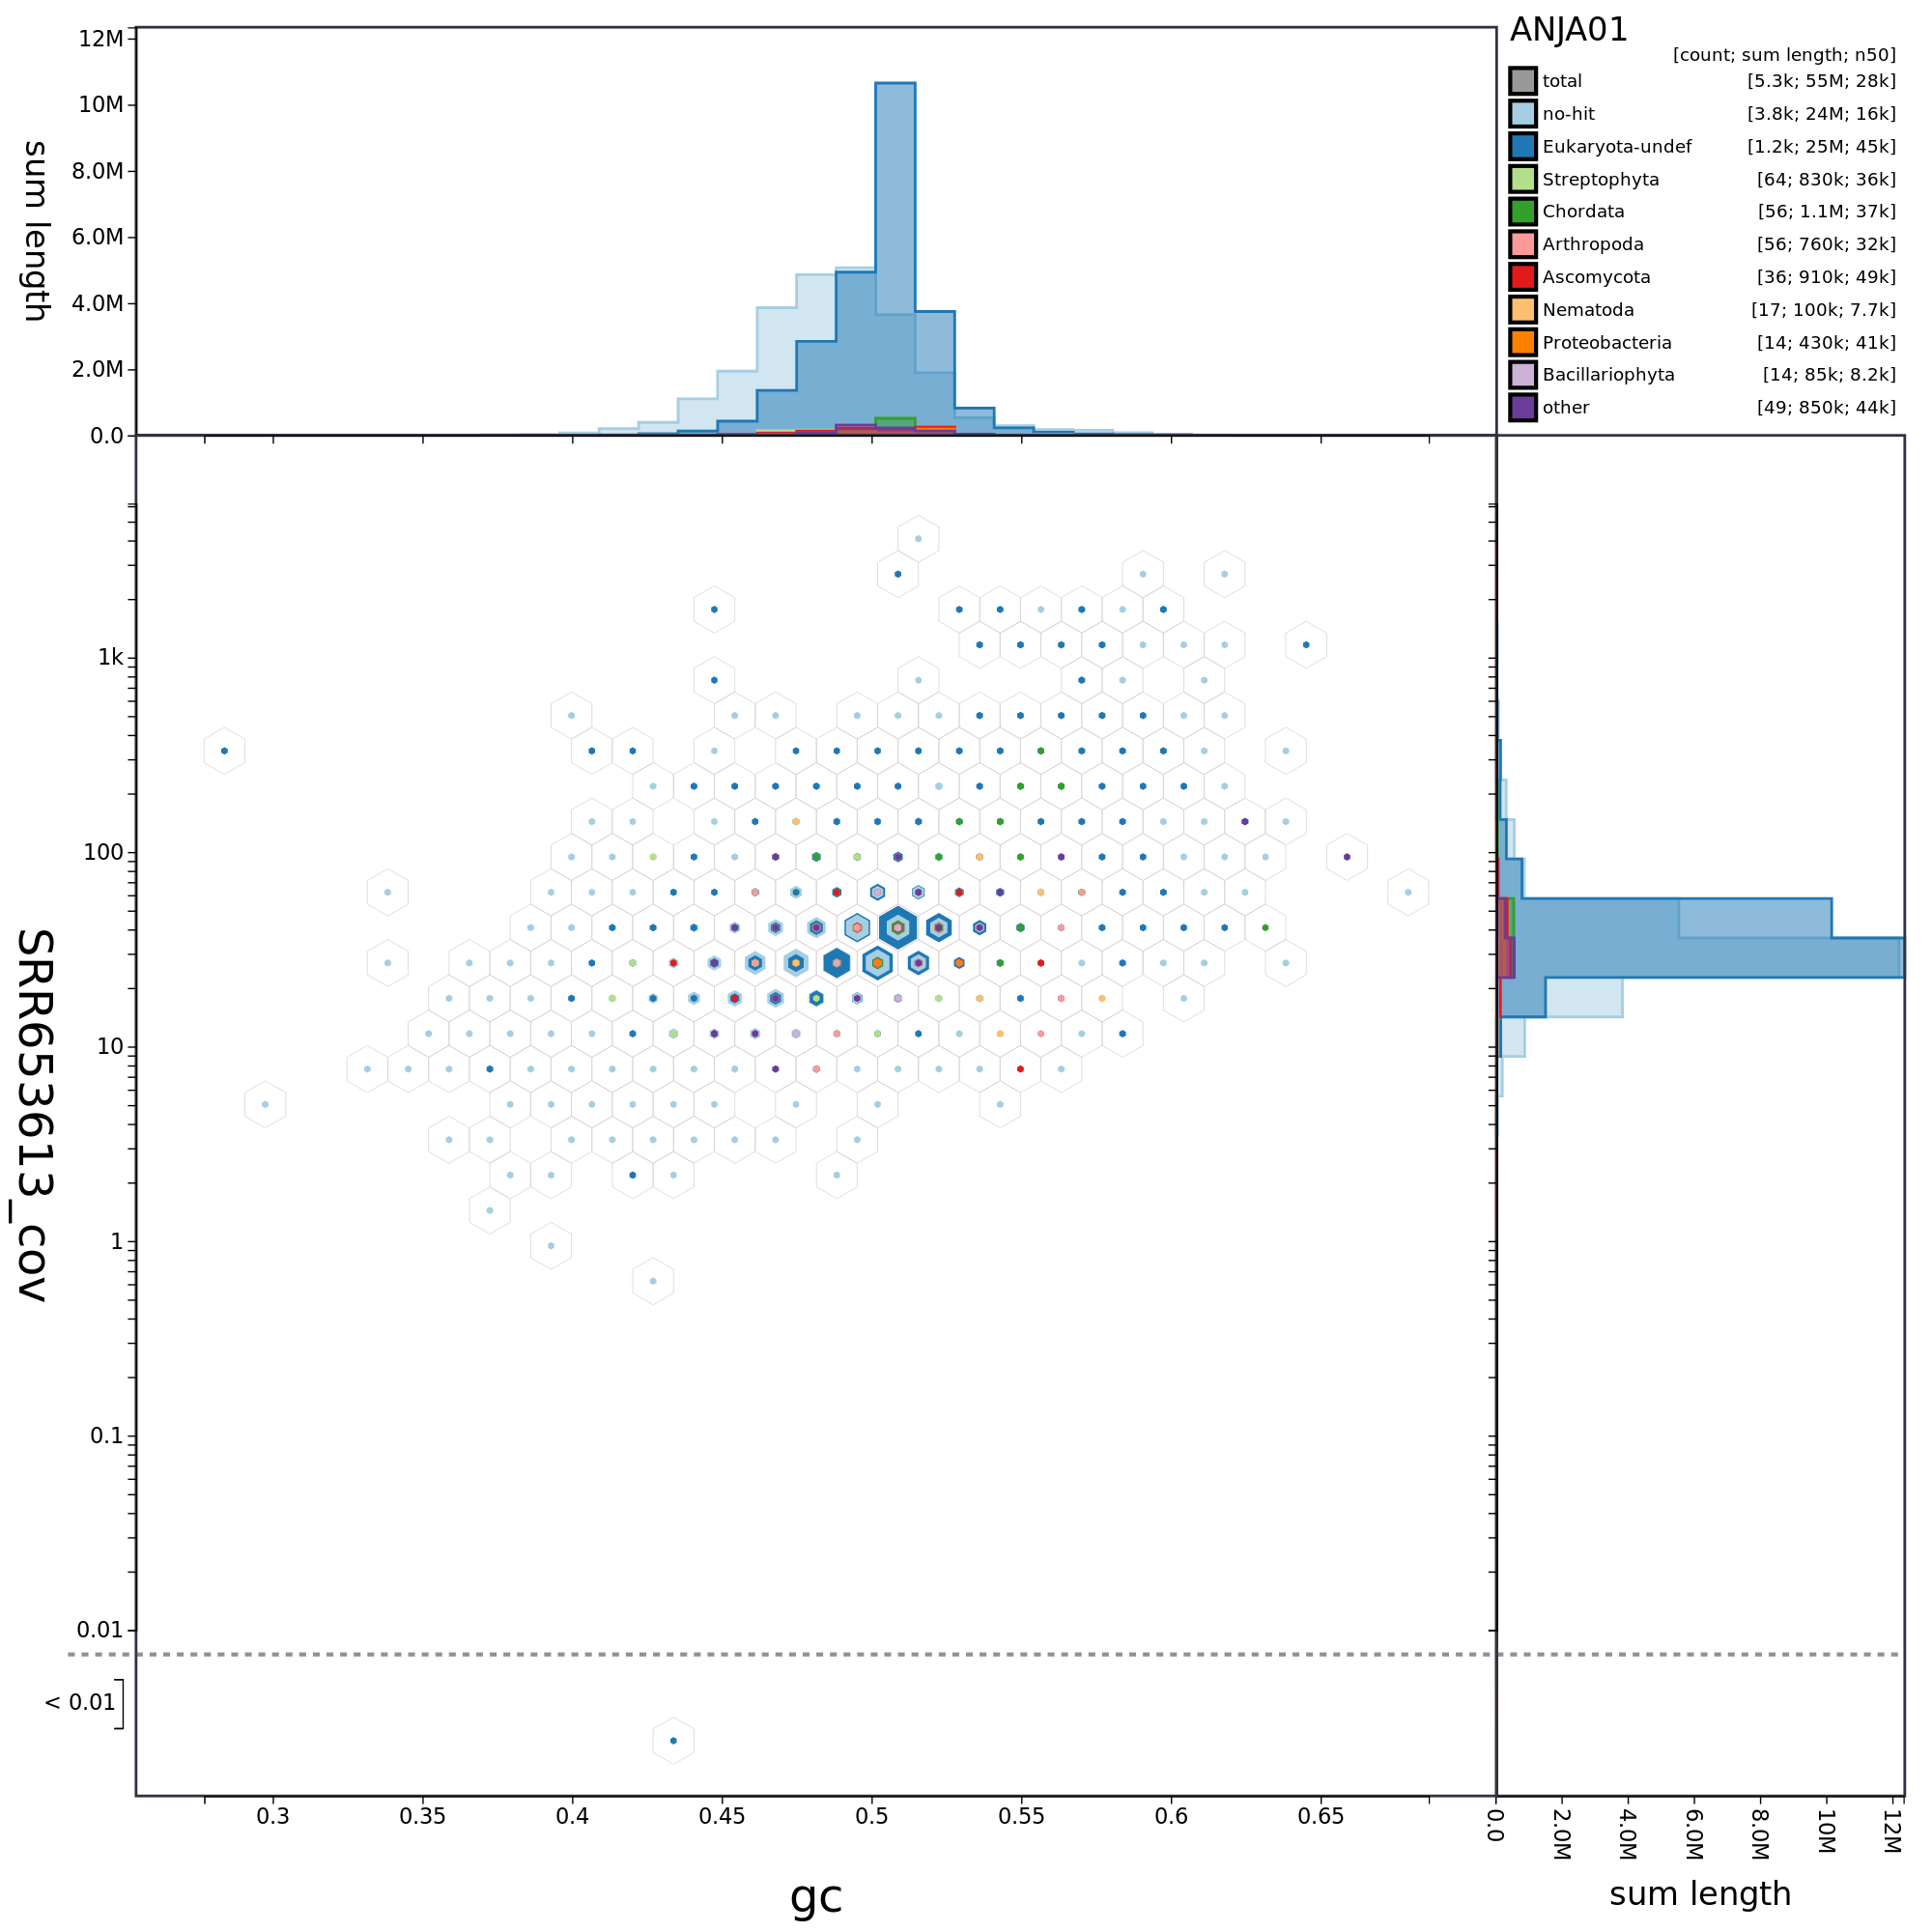 ANJA01
[count; sum length; n50]
total [5.3k; 55M; 28k]
no-hit [3.8k; 24M; 16k]
Eukaryota-undef [1.2k; 25M; 45k]
Streptophyta [64; 830k; 36k]
Chordata [56; 1.1M; 37k]
Arthropoda [56; 760k; 32k]
Ascomycota [36; 910k; 49k]
Nematoda [17; 100k; 7.7k]
Proteobacteria [14; 430k; 41k]
Bacillariophyta [14; 85k; 8.2k]
other [49; 850k; 44k]
sum length
12M
10M
8.0M
6.0M
4.0M
2.0M
0.0
SRR653613_cov
1k
100
10
1
0.1
0.01
< 0.01
0.3 0.35 0.4 0.45 0.5 0.55 0.6 0.65
gc
0.0 2.0M 4.0M 6.0M 8.0M 10M 12M
sum length